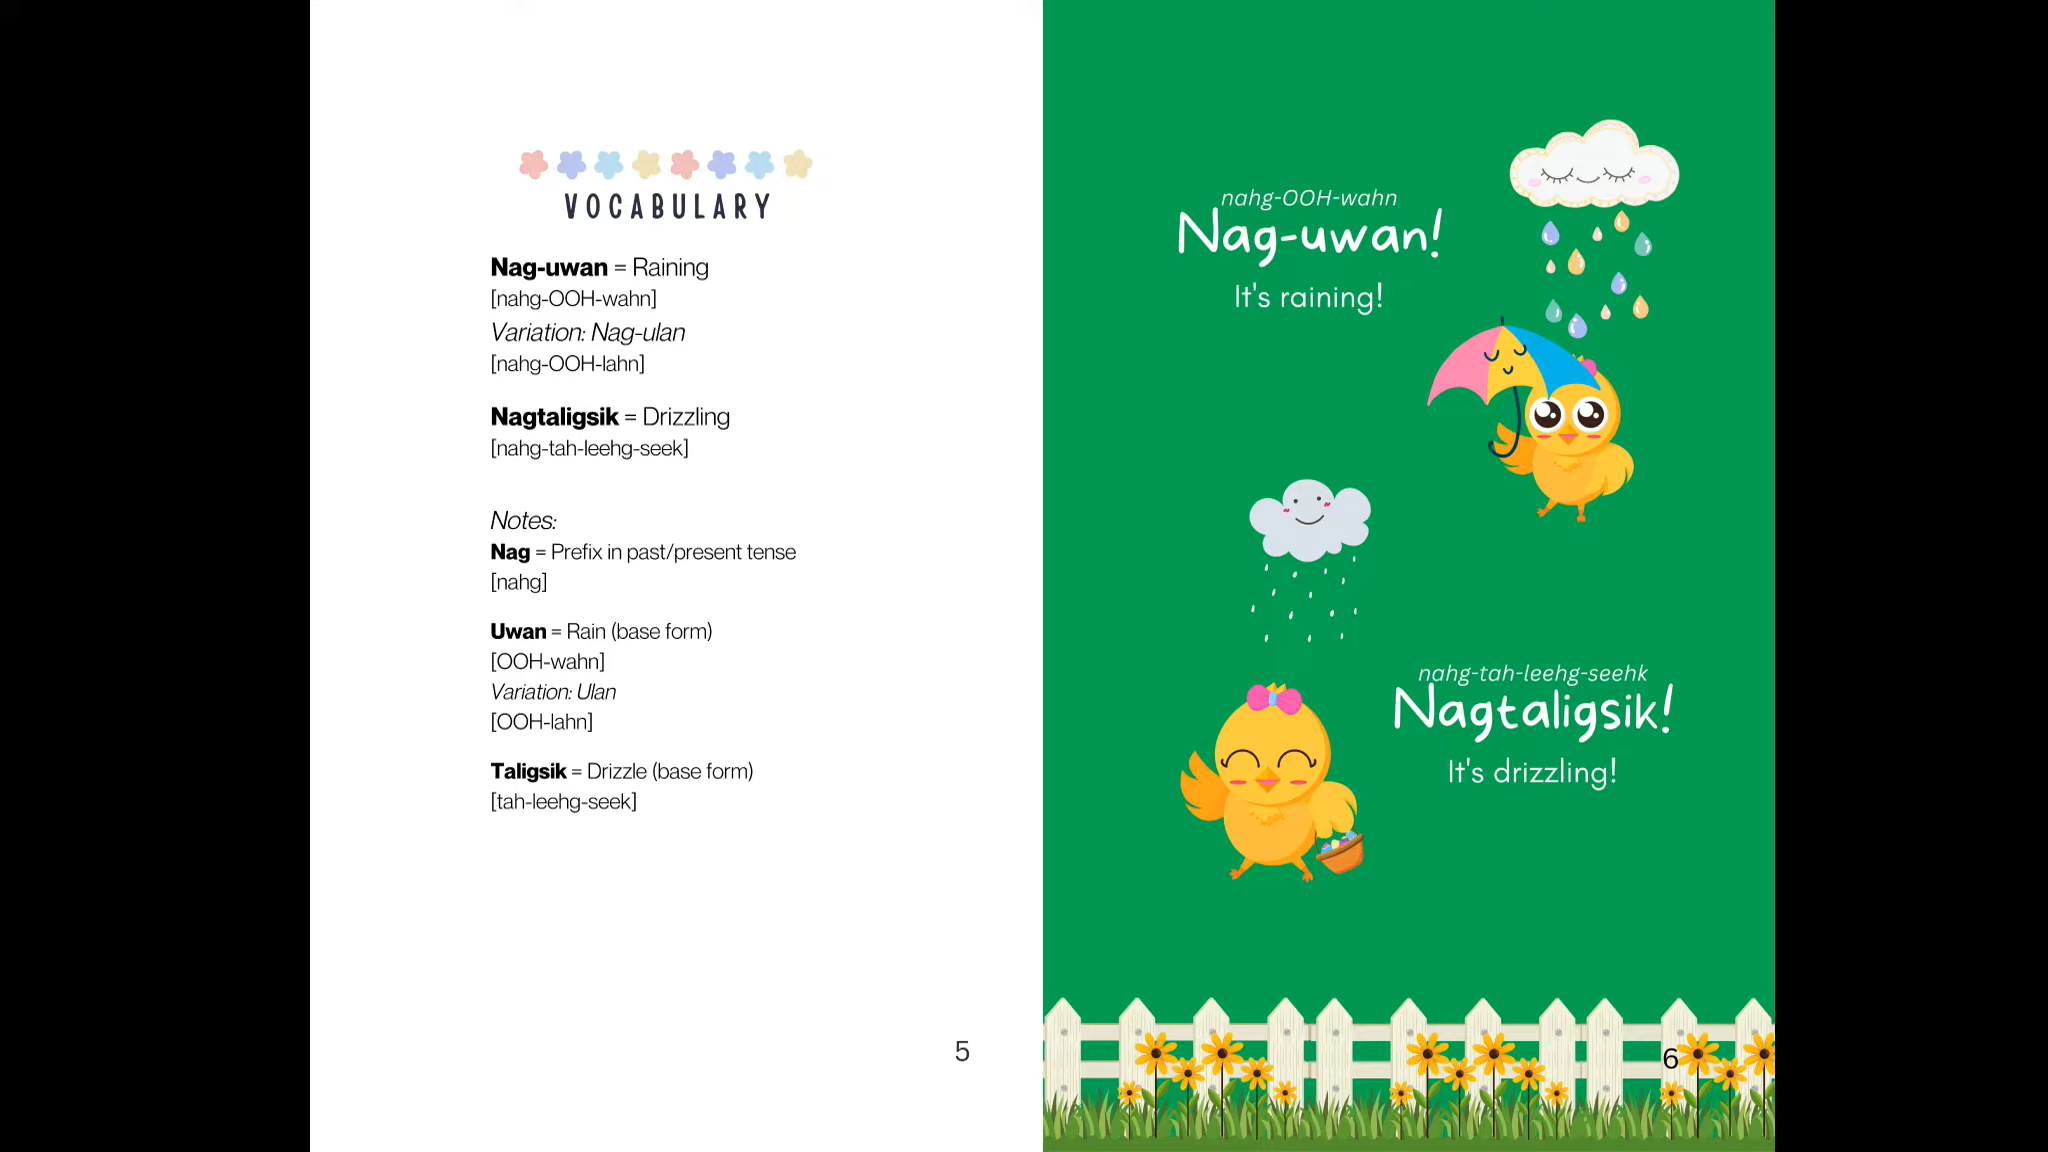 VOCABULARY
Nag-uwan = Raining
[nahg-OOH-wahn]
Variation: Nag-ulan
[nahg-OOH-lahn]
Nagtaligsik = Drizzling
[nahg-tah-leehg-seek]
Notes:
Nag = Prefix in past/present tense
[nahg]
Uwan = Rain (base form)
[OOH-wahn]
Variation: Ulan
[OOH-lahn]
Taligsik = Drizzle (base form)
[tah-leehg-seek]
5
nahg-OOH-wahn
Nag-uwan!
It's raining!
nahg-tah-leehg-seehk
Nagtaligsik!
It's drizzling!
6